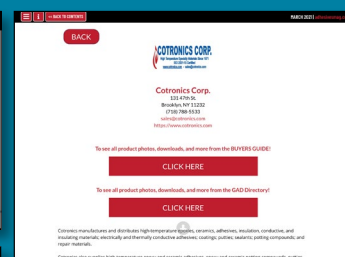 << BACK TO CONTENTS
MARCH 2021 |
BACK
COTRONICS CORP.
Cotronics Corp.
131 47th St.
Brooklyn, NY 11232
(718) 788-5533
sales@cotronics.com
https://www.cotronics.com
To see all product photos, downloads, and more from the BUYERS GUIDE!
CLICK HERE
To see all product photos, downloads, and more from the GAD Directory!
CLICK HERE
Cotronics manufactures and distributes high-temperature epoxies, ceramics, adhesives, insulation, conductive, and
insulating materials; electrically and thermally conductive adhesives; coatings; putties; sealants; potting compounds; and
repair materials.